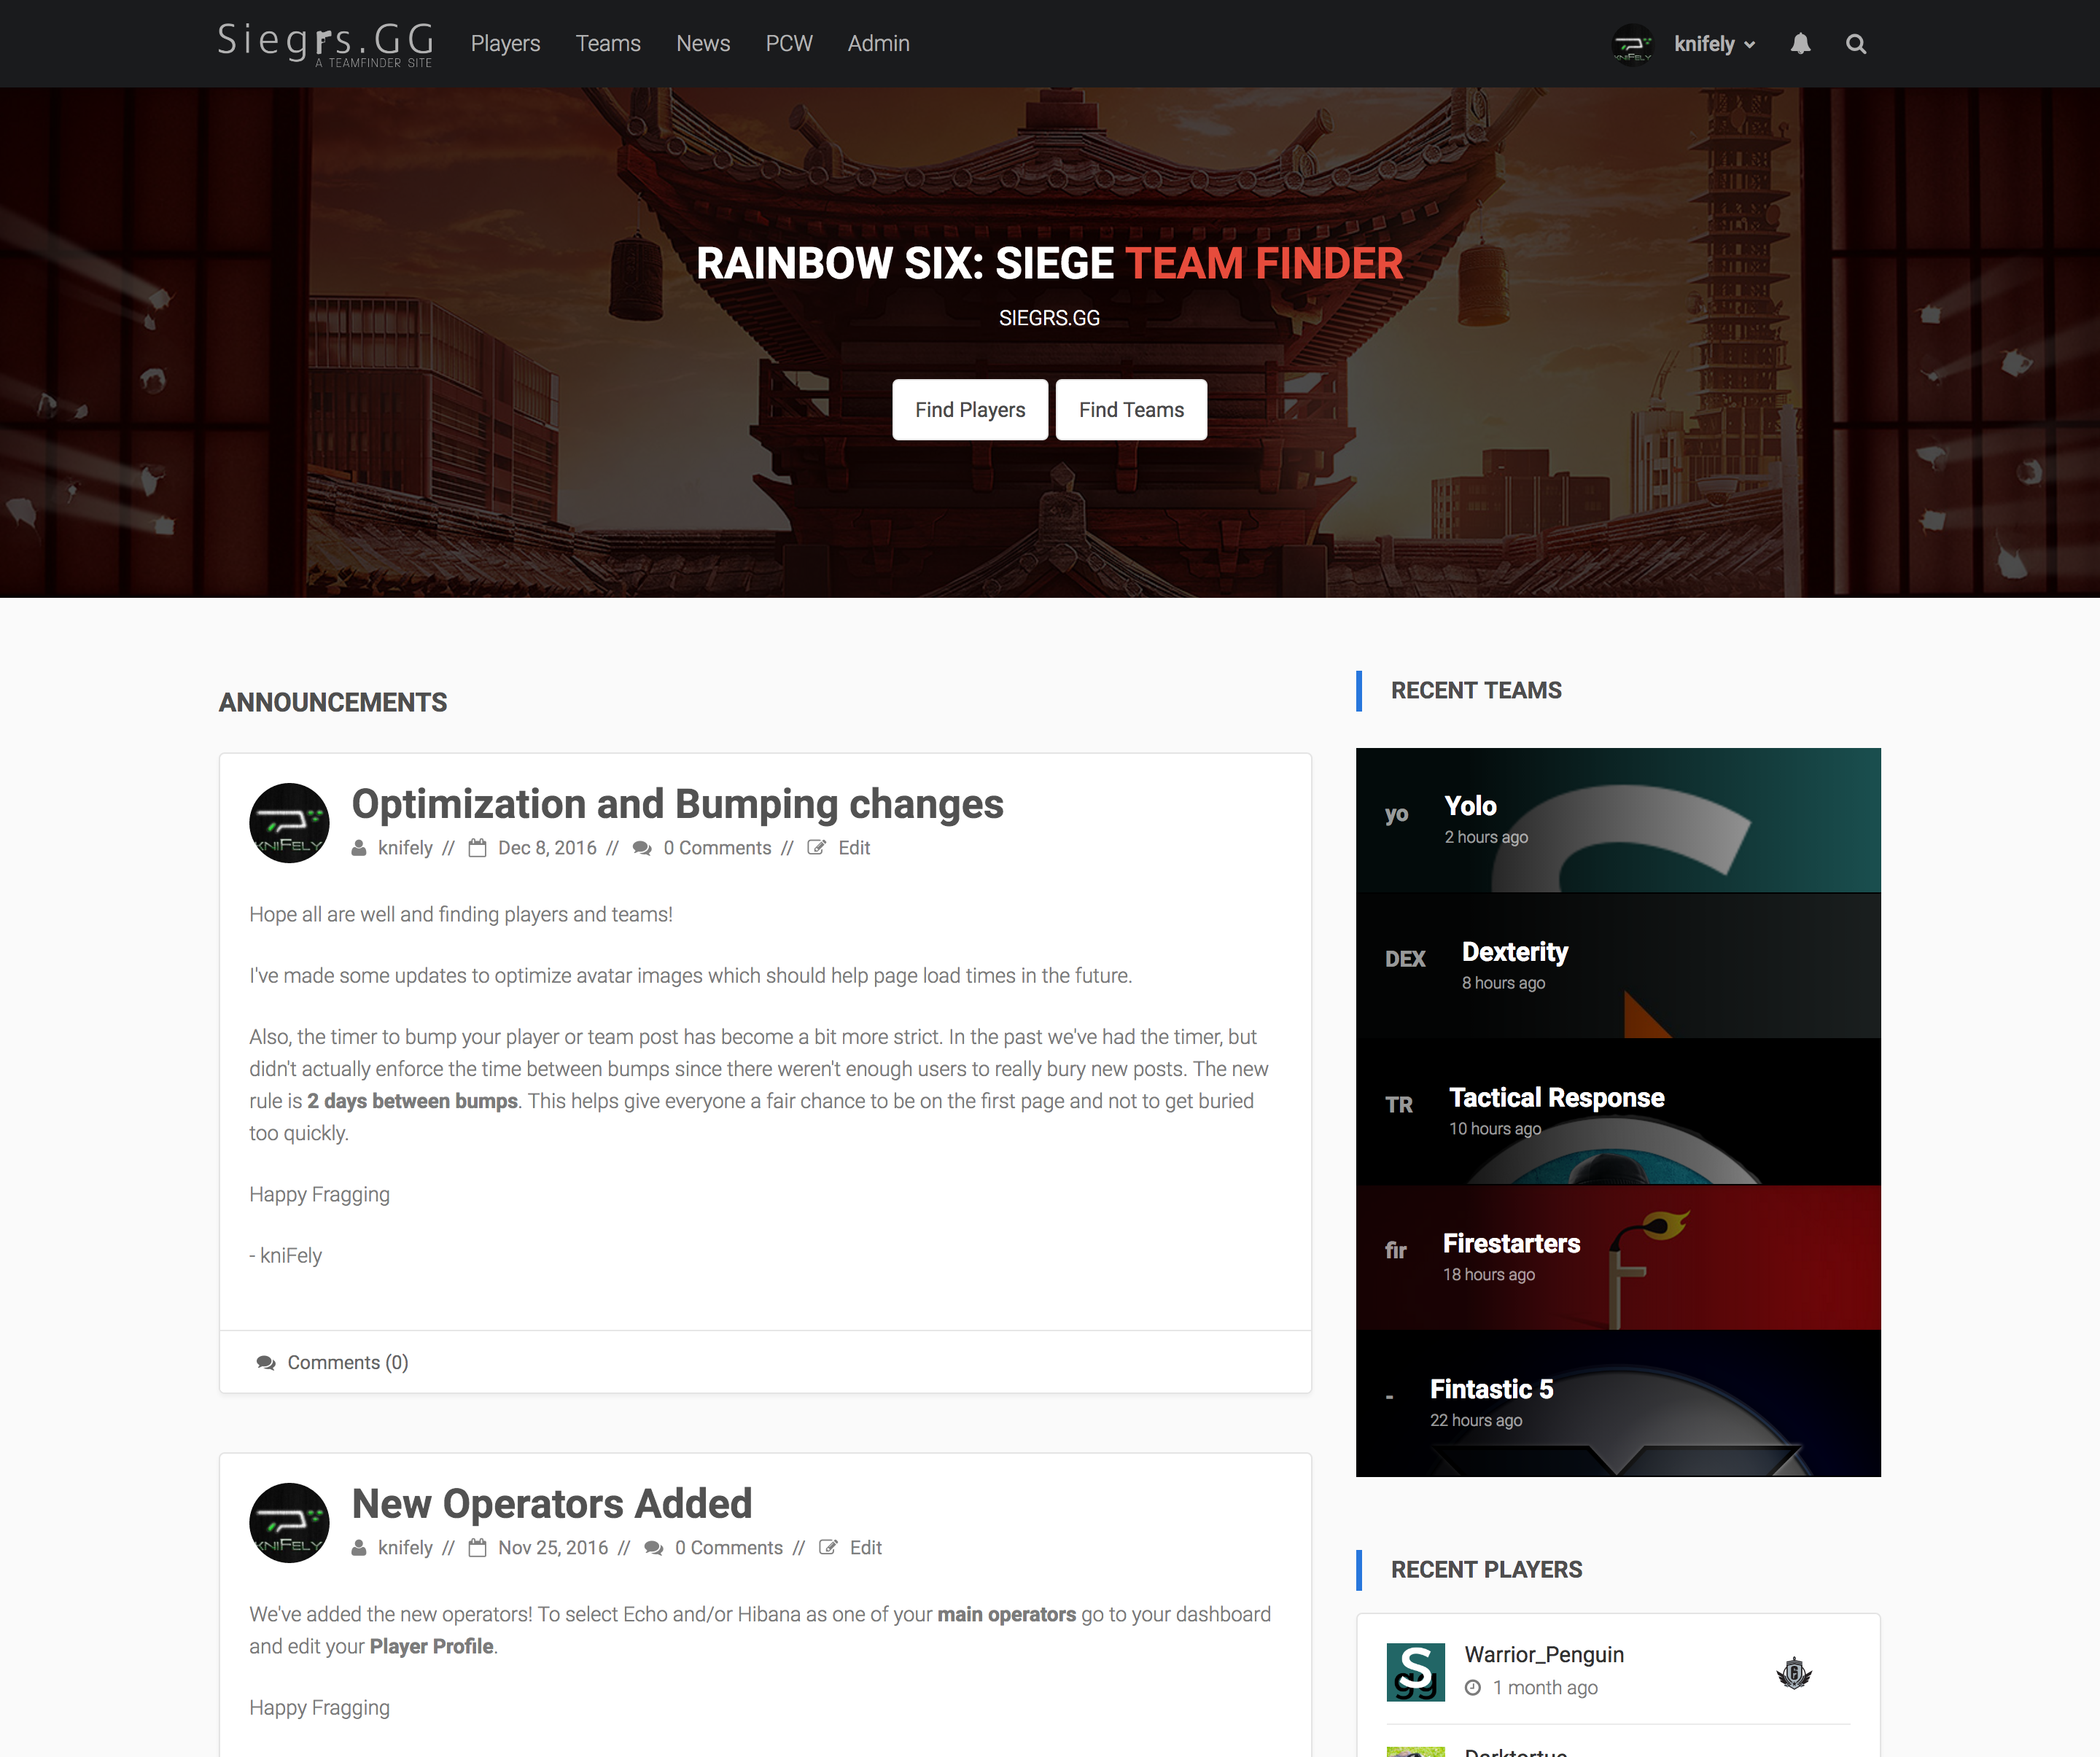 Siegrs.GG
A TEAMFINDER SITE
Players
Teams
News
PCW
Admin
knifely
RAINBOW SIX: SIEGE TEAM FINDER
SIEGRS.GG
Find Players
Find Teams
ANNOUNCEMENTS
KNIFELY
Optimization and Bumping changes
knifely // Dec 8, 2016 // 0 Comments // Edit
Hope all are well and finding players and teams!
I've made some updates to optimize avatar images which should help page load times in the future.
Also, the timer to bump your player or team post has become a bit more strict. In the past we've had the timer, but
didn't actually enforce the time between bumps since there weren't enough users to really bury new posts. The new
rule is 2 days between bumps. This helps give everyone a fair chance to be on the first page and not to get buried
too quickly.
Happy Fragging
- kniFely
Comments (0)
KNIFELY
New Operators Added
knifely // Nov 25, 2016 // 0 Comments // Edit
We've added the new operators! To select Echo and/or Hibana as one of your main operators go to your dashboard
and edit your Player Profile.
Happy Fragging
RECENT TEAMS
yo
Yolo
2 hours ago
DEX
Dexterity
8 hours ago
TR
Tactical Response
10 hours ago
fir
Firestarters
18 hours ago
-
Fintastic 5
22 hours ago
RECENT PLAYERS
S
gg
Warrior_Penguin
1 month ago